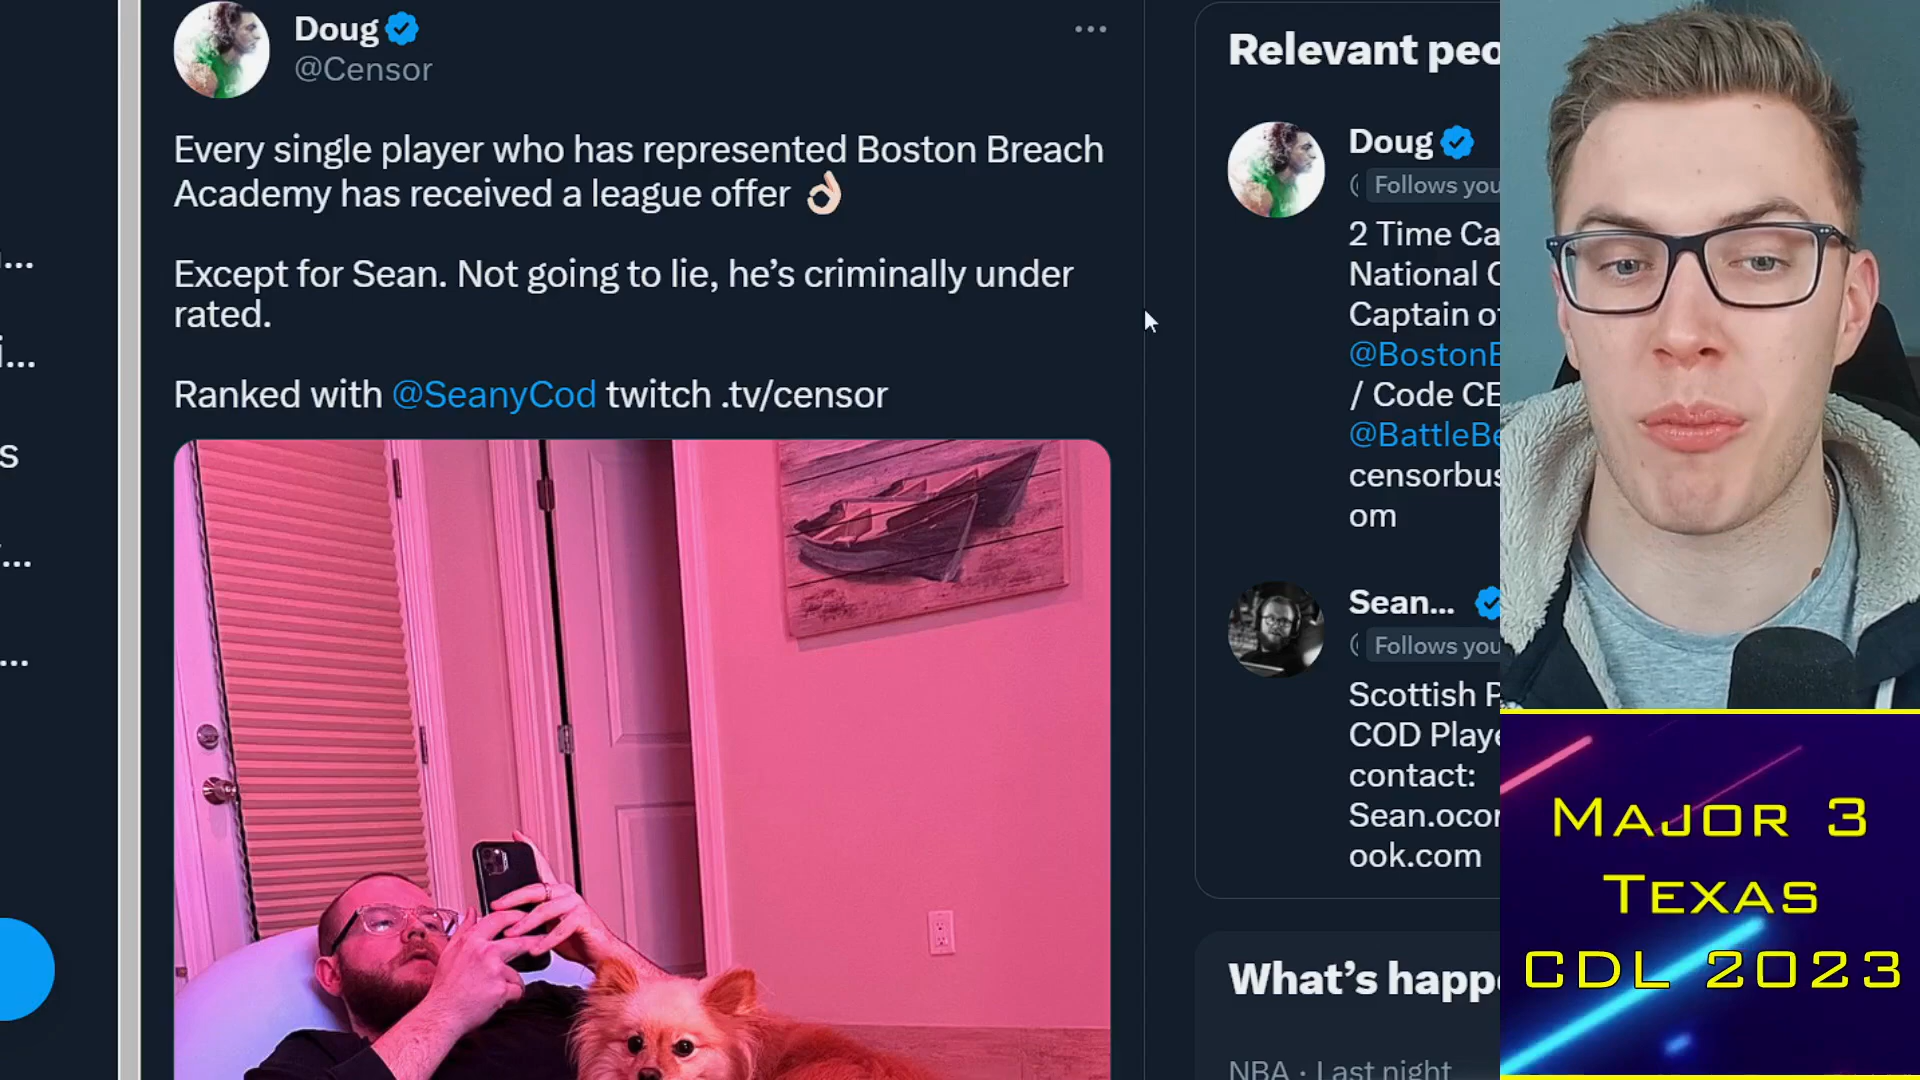 Doug
@Censor
Every single player who has represented Boston Breach
Academy has received a league offer 👌🏻
Except for Sean. Not going to lie, he's criminally under
rated.
Ranked with @SeanyCod twitch .tv/censor
Relevant peo
Doug
Follows you
2 Time Ca
National C
Captain o
@BostonB
/ Code CE
@BattleBe
censorbus
om
Sean...
Follows you
Scottish P
COD Playe
contact:
Sean.ocor
ook.com
What's happe
NBA · Last night
s
MAJOR 3
TEXAS
CDL 2023